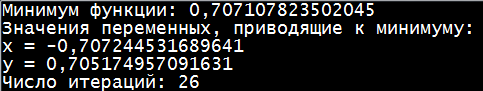 Минимум функции: 0,707107823502045
Значения переменных, приводящие к минимуму:
x = -0,707244531689641
y = 0,705174957091631
Число итераций: 26